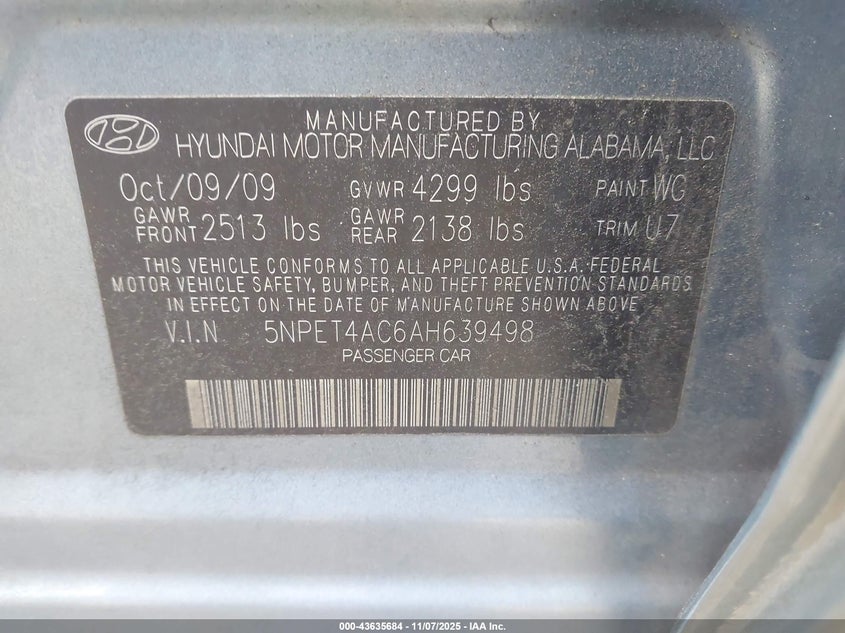 MANUFACTURED BY
HYUNDAI MOTOR MANUFACTURING ALABAMA, LLC
Oct/09/09 GVWR 4299 lbs PAINT WC
GAWR FRONT 2513 lbs GAWR REAR 2138 lbs TRIM U7
THIS VEHICLE CONFORMS TO ALL APPLICABLE U.S.A. FEDERAL
MOTOR VEHICLE SAFETY, BUMPER, AND THEFT PREVENTION STANDARDS
IN EFFECT ON THE DATE OF MANUFACTURE SHOWN ABOVE
V.I.N 5NPET4AC6AH639498
PASSENGER CAR
000-43635684 - 11/07/2025 - IAA Inc.